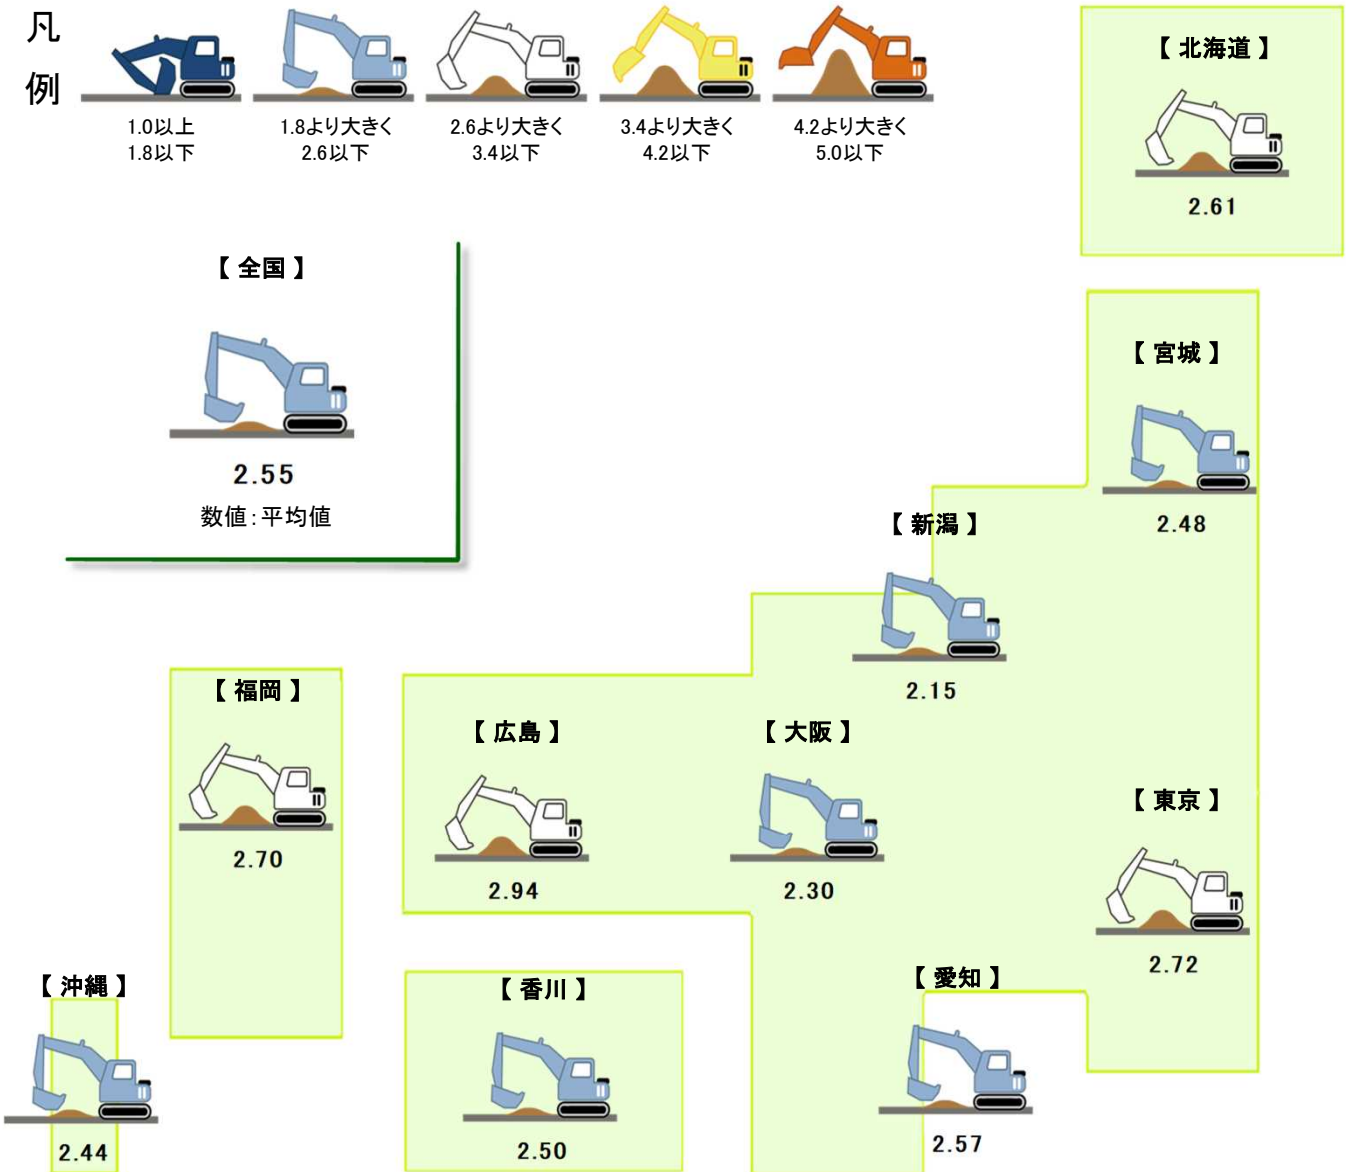 凡例
1.0以上
1.8以下
1.8より大きく
2.6以下
2.6より大きく
3.4以下
3.4より大きく
4.2以下
4.2より大きく
5.0以下
【 北海道 】
2.61
【 全国 】
2.55
数値：平均値
【 宮城 】
2.48
【 新潟 】
2.15
【 福岡 】
2.70
【 広島 】
2.94
【 大阪 】
2.30
【 東京 】
2.72
【 沖縄 】
2.44
【 香川 】
2.50
【 愛知 】
2.57